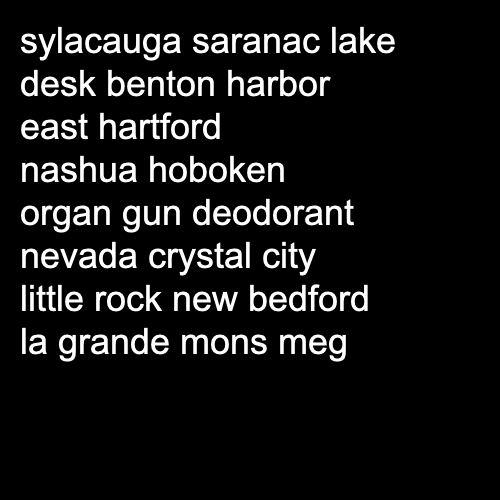 sylacauga saranac lake
desk benton harbor
east hartford
nashua hoboken
organ gun deodorant
nevada crystal city
little rock new bedford
la grande mons meg